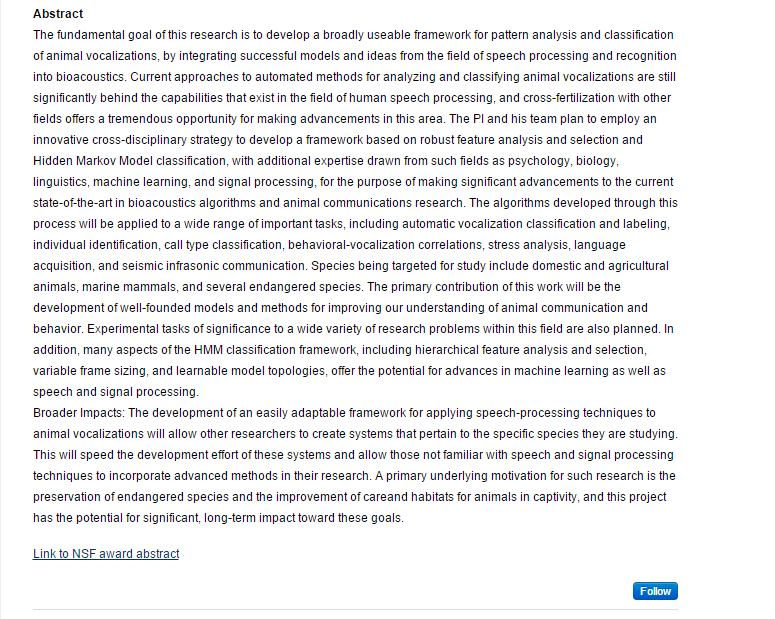 Abstract
The fundamental goal of this research is to develop a broadly useable framework for pattern analysis and classification
of animal vocalizations, by integrating successful models and ideas from the field of speech processing and recognition
into bioacoustics. Current approaches to automated methods for analyzing and classifying animal vocalizations are still
significantly behind the capabilities that exist in the field of human speech processing, and cross-fertilization with other
fields offers a tremendous opportunity for making advancements in this area. The PI and his team plan to employ an
innovative cross-disciplinary strategy to develop a framework based on robust feature analysis and selection and
Hidden Markov Model classification, with additional expertise drawn from such fields as psychology, biology,
linguistics, machine learning, and signal processing, for the purpose of making significant advancements to the current
state-of-the-art in bioacoustics algorithms and animal communications research. The algorithms developed through this
process will be applied to a wide range of important tasks, including automatic vocalization classification and labeling,
individual identification, call type classification, behavioral-vocalization correlations, stress analysis, language
acquisition, and seismic infrasonic communication. Species being targeted for study include domestic and agricultural
animals, marine mammals, and several endangered species. The primary contribution of this work will be the
development of well-founded models and methods for improving our understanding of animal communication and
behavior. Experimental tasks of significance to a wide variety of research problems within this field are also planned. In
addition, many aspects of the HMM classification framework, including hierarchical feature analysis and selection,
variable frame sizing, and learnable model topologies, offer the potential for advances in machine learning as well as
speech and signal processing.
Broader Impacts: The development of an easily adaptable framework for applying speech-processing techniques to
animal vocalizations will allow other researchers to create systems that pertain to the specific species they are studying.
This will speed the development effort of these systems and allow those not familiar with speech and signal processing
techniques to incorporate advanced methods in their research. A primary underlying motivation for such research is the
preservation of endangered species and the improvement of careand habitats for animals in captivity, and this project
has the potential for significant, long-term impact toward these goals.
Link to NSF award abstract
Follow